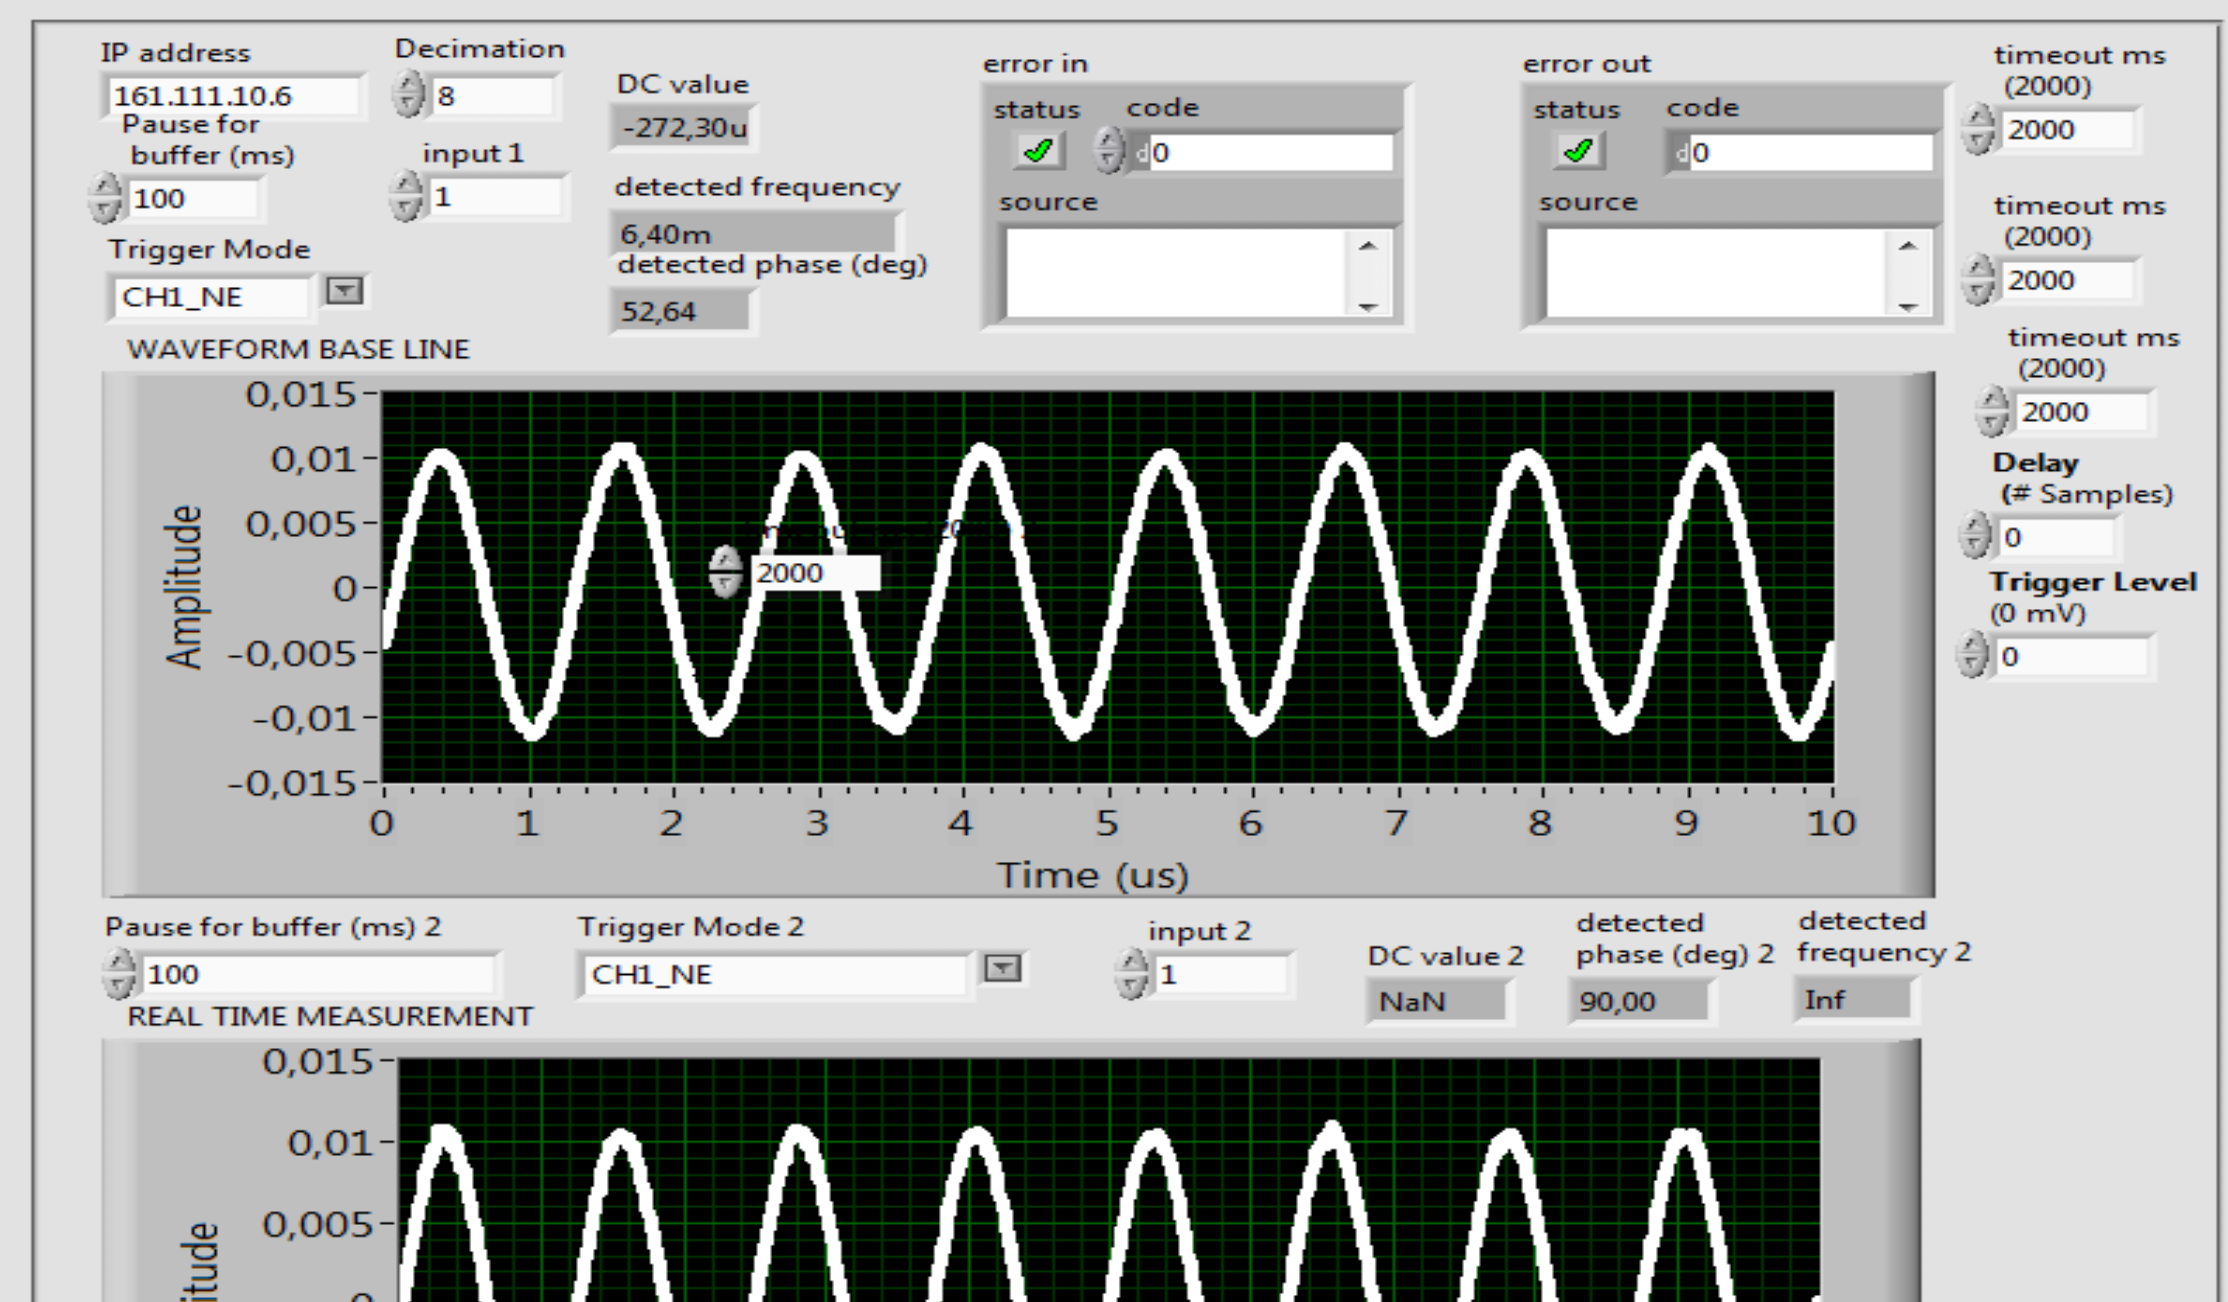 IP address
161.111.10.6
Decimation
8
Pause for
buffer (ms)
100
input 1
1
Trigger Mode
CH1_NE
DC value
-272,30u
detected frequency
6,40m
detected phase (deg)
52,64
error in
status
code
d0
source
error out
status
code
d0
source
timeout ms
(2000)
2000
timeout ms
(2000)
2000
timeout ms
(2000)
2000
Delay
(# Samples)
0
Trigger Level
(0 mV)
0
WAVEFORM BASE LINE
0,015
0,01
0,005
0
-0,005
-0,01
-0,015
Amplitude
2000
0 1 2 3 4 5 6 7 8 9 10
Time (us)
Pause for buffer (ms) 2
100
Trigger Mode 2
CH1_NE
input 2
1
DC value 2
NaN
detected
phase (deg) 2
90,00
detected
frequency 2
Inf
REAL TIME MEASUREMENT
0,015
0,01
0,005